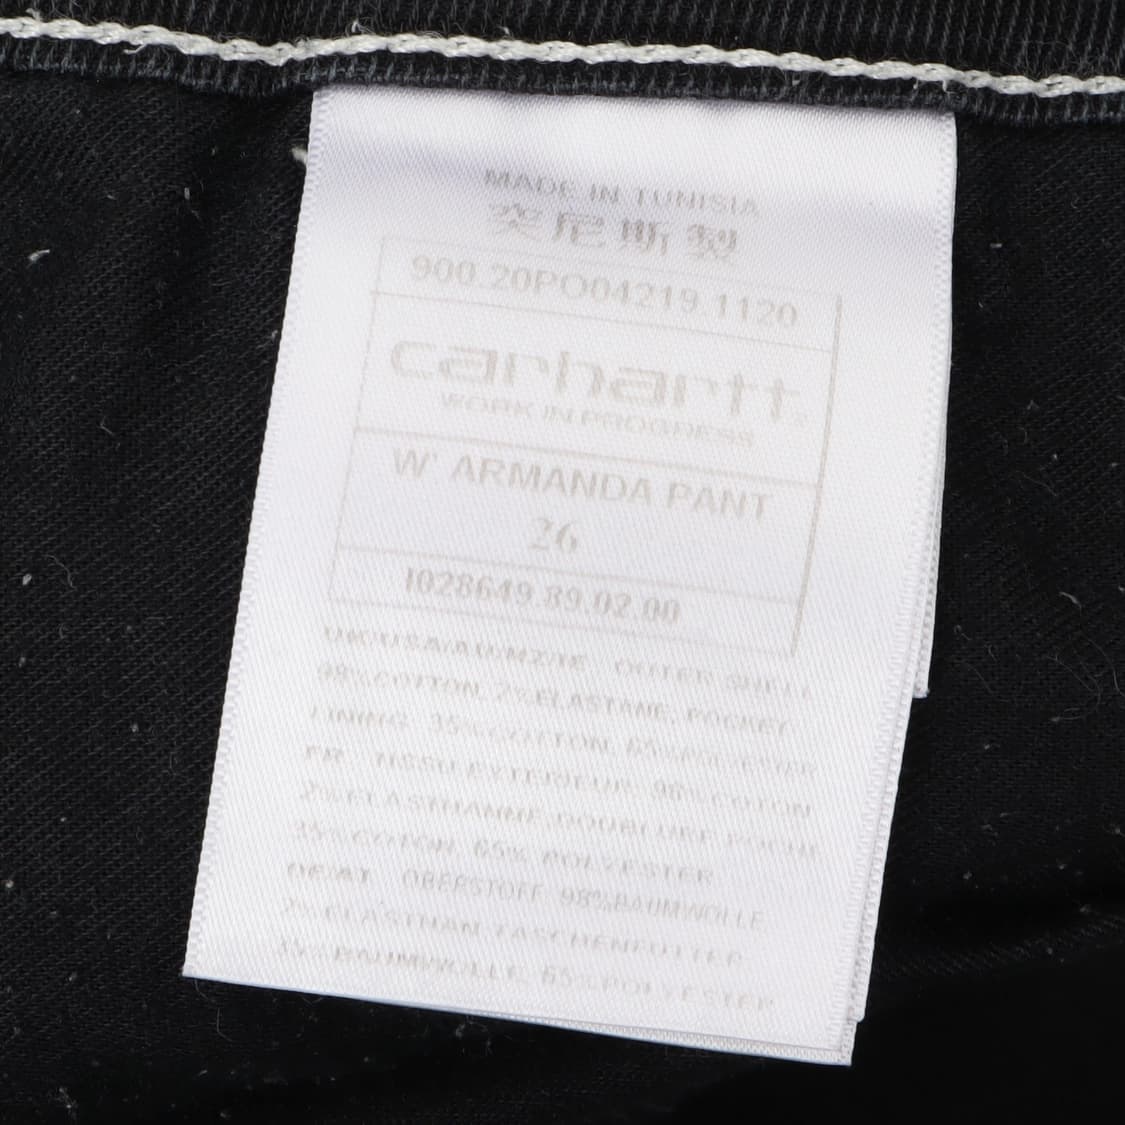 MADE IN TUNISIA
突尼斯製
900.20PO04219.1120
carhartt®
WORK IN PROGRESS
W' ARMANDA PANT
26
I028649.89.02.00
UK/USA/AU/NZ/IE OUTER SHELL
98%COTTON, 2%ELASTANE, POCKET
LINING 35%COTTON, 65%POLYESTER
FR TISSU EXTERIEUR: 98%COTON
2%ELASTHANNE,DOUBLURE POCHE
35%COTON, 65% POLYESTER
DE/AT OBERSTOFF 98%BAUMWOLLE
2%ELASTHAN TASCHENFUTTER
35%BAUMWOLLE, 65%POLYESTER